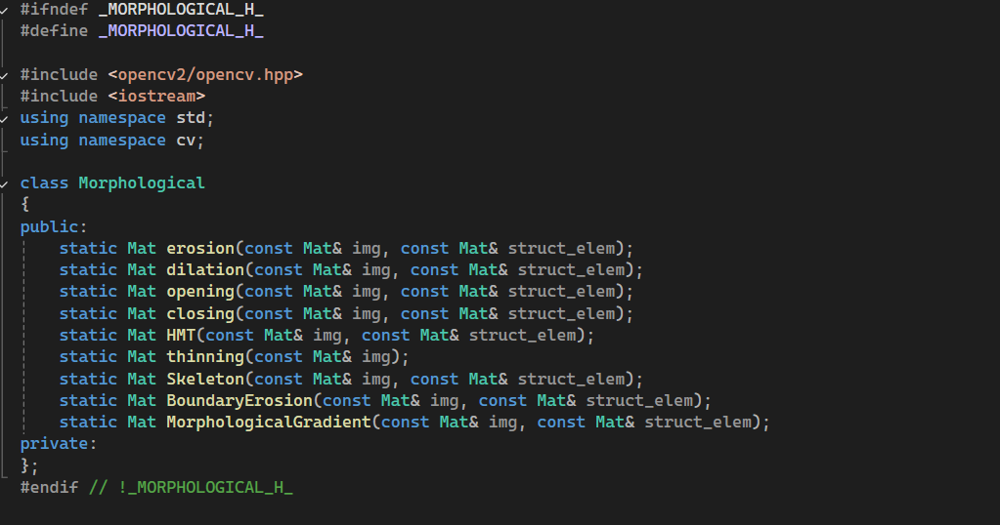 #ifndef _MORPHOLOGICAL_H_
#define _MORPHOLOGICAL_H_
#include <opencv2/opencv.hpp>
#include <iostream>
using namespace std;
using namespace cv;
class Morphological
{
public:
static Mat erosion(const Mat& img, const Mat& struct_elem);
static Mat dilation(const Mat& img, const Mat& struct_elem);
static Mat opening(const Mat& img, const Mat& struct_elem);
static Mat closing(const Mat& img, const Mat& struct_elem);
static Mat HMT(const Mat& img, const Mat& struct_elem);
static Mat thinning(const Mat& img);
static Mat Skeleton(const Mat& img, const Mat& struct_elem);
static Mat BoundaryErosion(const Mat& img, const Mat& struct_elem);
static Mat MorphologicalGradient(const Mat& img, const Mat& struct_elem);
private:
};
#endif // !_MORPHOLOGICAL_H_